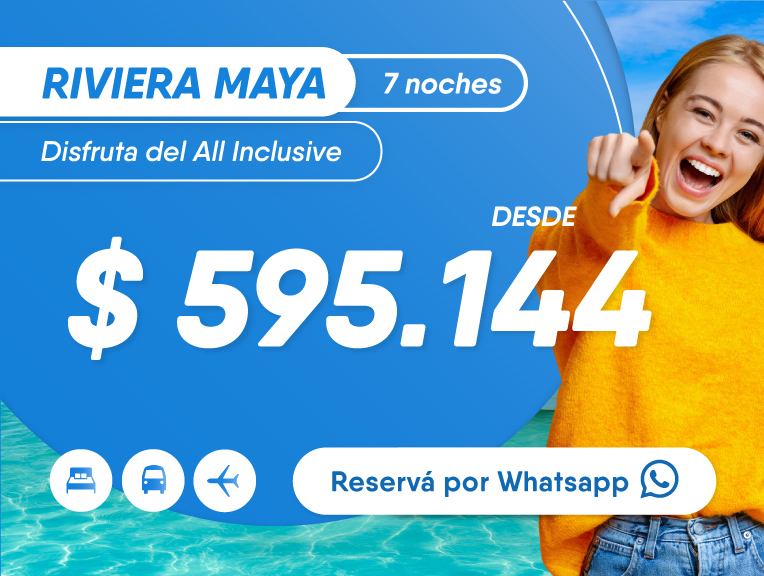 RIVIERA MAYA
7 noches
Disfruta del All Inclusive
DESDE
$ 595.144
Reservá por Whatsapp